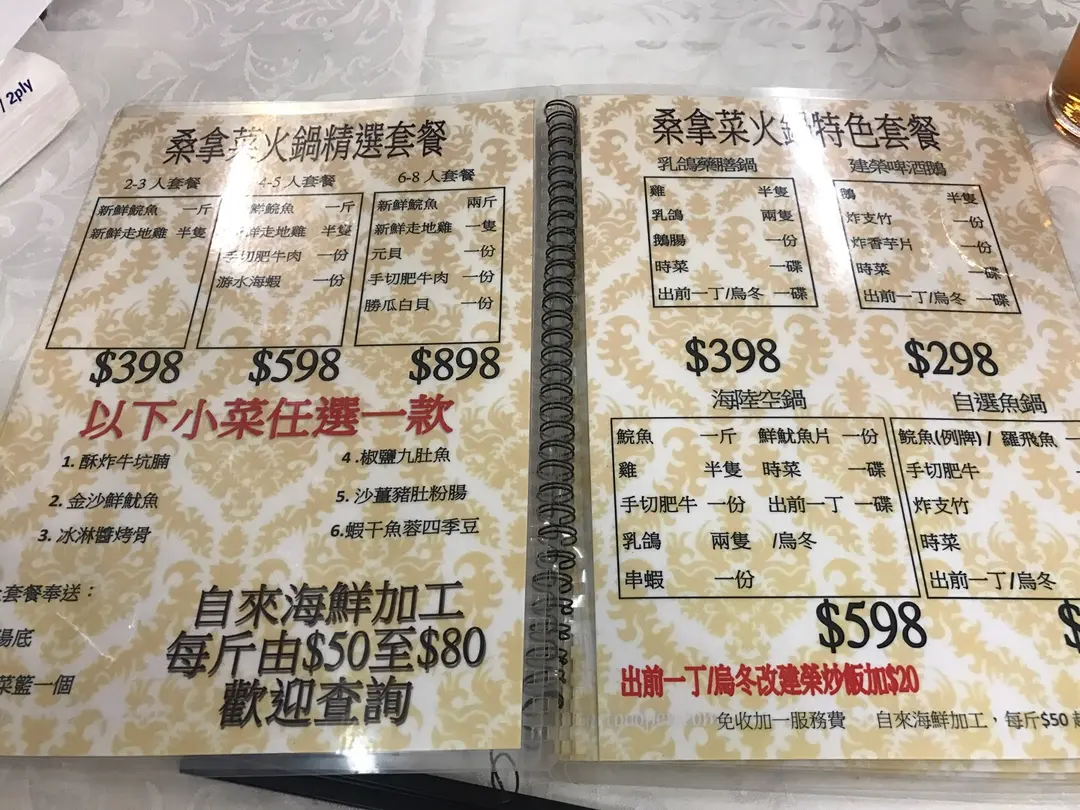 2ply
桑拿菜火鍋精選套餐
2-3 人套餐
4-5 人套餐
6-8 人套餐
新鮮鯇魚 一斤
新鮮走地雞 半隻
鮮鯇魚 一斤
鮮走地雞 半隻
手切肥牛肉 一份
游水海蝦 一份
新鮮鯇魚 兩斤
新鮮走地雞 一隻
元貝 一份
手切肥牛肉 一份
勝瓜白貝 一份
$398
$598
$898
以下小菜任選一款
1. 酥炸牛坑腩
4 .椒鹽九肚魚
2. 金沙鮮魷魚
5. 沙薑豬肚粉腸
3. 冰淋醬烤骨
6.蝦干魚蓉四季豆
套餐奉送：
湯底
菜籃一個
自來海鮮加工
每斤由$50至$80
歡迎查詢
桑拿菜火鍋特色套餐
乳鴿藥膳鍋
建榮啤酒鵝
雞 半隻
乳鴿 兩隻
鵝腸 一份
時菜 一碟
出前一丁/烏冬 一碟
鵝 半隻
炸支竹 一份
炸香芋片 一份
時菜 一碟
出前一丁/烏冬 一碟
$398
$298
海陸空鍋
自選魚鍋
鯇魚 一斤 鮮魷魚片 一份
雞 半隻 時菜 一碟
手切肥牛 一份 出前一丁 一碟
乳鴿 兩隻 /烏冬
串蝦 一份
鯇魚(例牌) / 羅飛魚
手切肥牛
炸支竹
時菜
出前一丁/烏冬
$598
$
出前一丁/烏冬改建榮炒飯加$20
免收加一服務費 自來海鮮加工，每斤$50